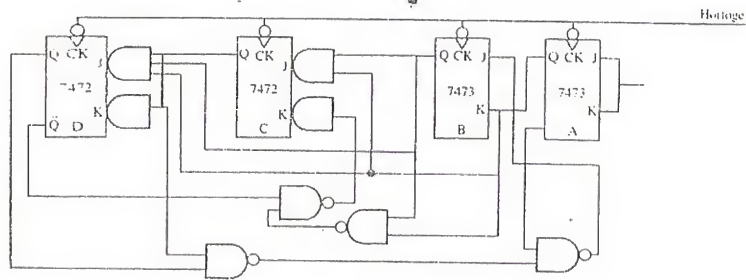 Horloge
Q CK J Q CK J Q CK J Q CK J
7472 7472 7473 7473
K K K K
Q̄ D C B A